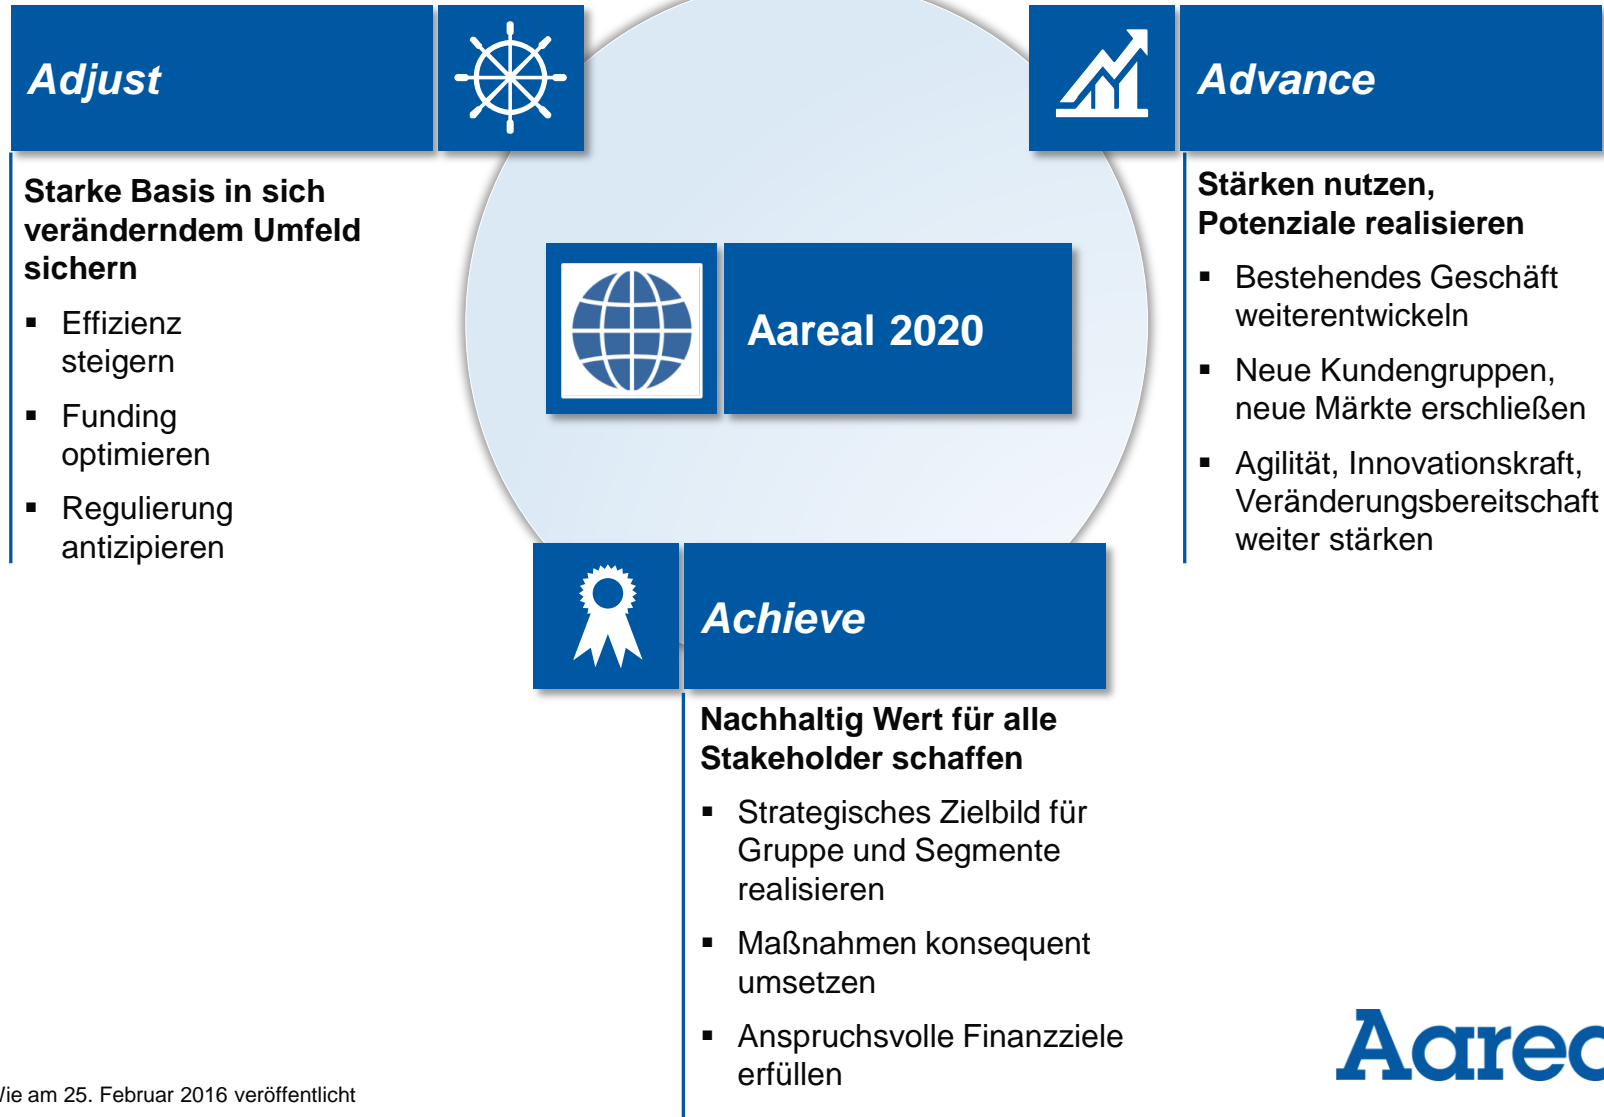 Adjust
Starke Basis in sich
veränderndem Umfeld
sichern
▪ Effizienz
steigern
▪ Funding
optimieren
▪ Regulierung
antizipieren
Aareal 2020
Advance
Stärken nutzen,
Potenziale realisieren
▪ Bestehendes Geschäft
weiterentwickeln
▪ Neue Kundengruppen,
neue Märkte erschließen
▪ Agilität, Innovationskraft,
Veränderungsbereitschaft
weiter stärken
Achieve
Nachhaltig Wert für alle
Stakeholder schaffen
▪ Strategisches Zielbild für
Gruppe und Segmente
realisieren
▪ Maßnahmen konsequent
umsetzen
▪ Anspruchsvolle Finanzziele
erfüllen
am 25. Februar 2016 veröffentlicht